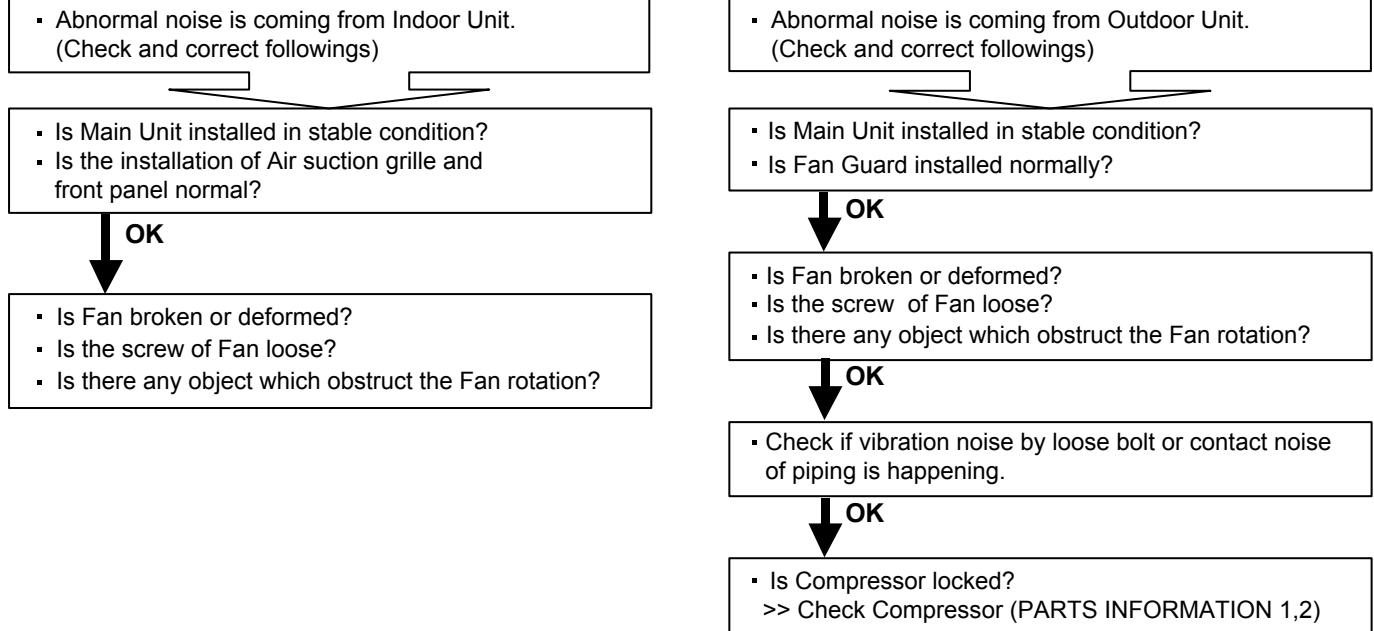 ▪ Abnormal noise is coming from Indoor Unit.
(Check and correct followings)
▪ Is Main Unit installed in stable condition?
▪ Is the installation of Air suction grille and
front panel normal?
OK
▪ Is Fan broken or deformed?
▪ Is the screw of Fan loose?
▪ Is there any object which obstruct the Fan rotation?
▪ Abnormal noise is coming from Outdoor Unit.
(Check and correct followings)
▪ Is Main Unit installed in stable condition?
▪ Is Fan Guard installed normally?
OK
▪ Is Fan broken or deformed?
▪ Is the screw of Fan loose?
▪ Is there any object which obstruct the Fan rotation?
OK
▪ Check if vibration noise by loose bolt or contact noise
of piping is happening.
OK
▪ Is Compressor locked?
>> Check Compressor (PARTS INFORMATION 1,2)